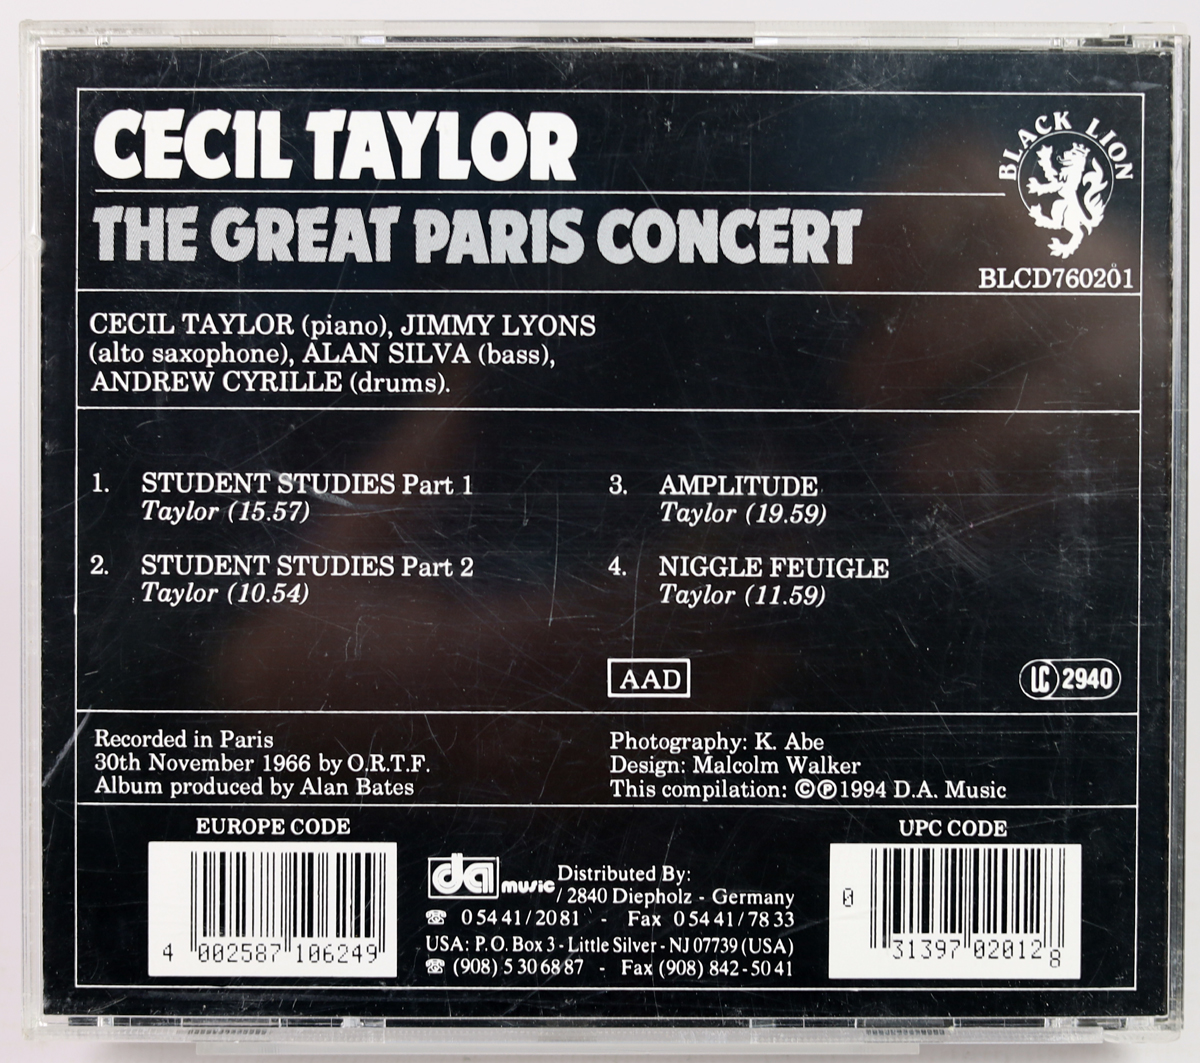 CECIL TAYLOR
BLACK LION
THE GREAT PARIS CONCERT
BLCD760201
CECIL TAYLOR (piano), JIMMY LYONS
(alto saxophone), ALAN SILVA (bass),
ANDREW CYRILLE (drums).
1. STUDENT STUDIES Part 1
Taylor (15.57)
2. STUDENT STUDIES Part 2
Taylor (10.54)
3. AMPLITUDE
Taylor (19.59)
4. NIGGLE FEUIGLE
Taylor (11.59)
AAD
LC 2940
Recorded in Paris
30th November 1966 by O.R.T.F.
Album produced by Alan Bates
Photography: K. Abe
Design: Malcolm Walker
This compilation: ©℗1994 D.A. Music
EUROPE CODE
4 002587 106249
da music
Distributed By:
/ 2840 Diepholz - Germany
☎ 0 54 41 / 20 81 - Fax 0 54 41 / 78 33
USA: P.O. Box 3 - Little Silver - NJ 07739 (USA)
☎ (908) 5 30 68 87 - Fax (908) 842 - 50 41
UPC CODE
0 31397 02012 8